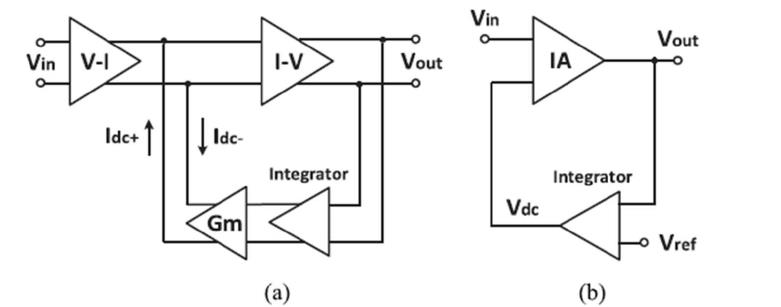 Vin
V-I
I-V
Vout
Idc+
Idc-
Integrator
Gm
(a)
Vin
IA
Vout
Integrator
Vdc
Vref
(b)